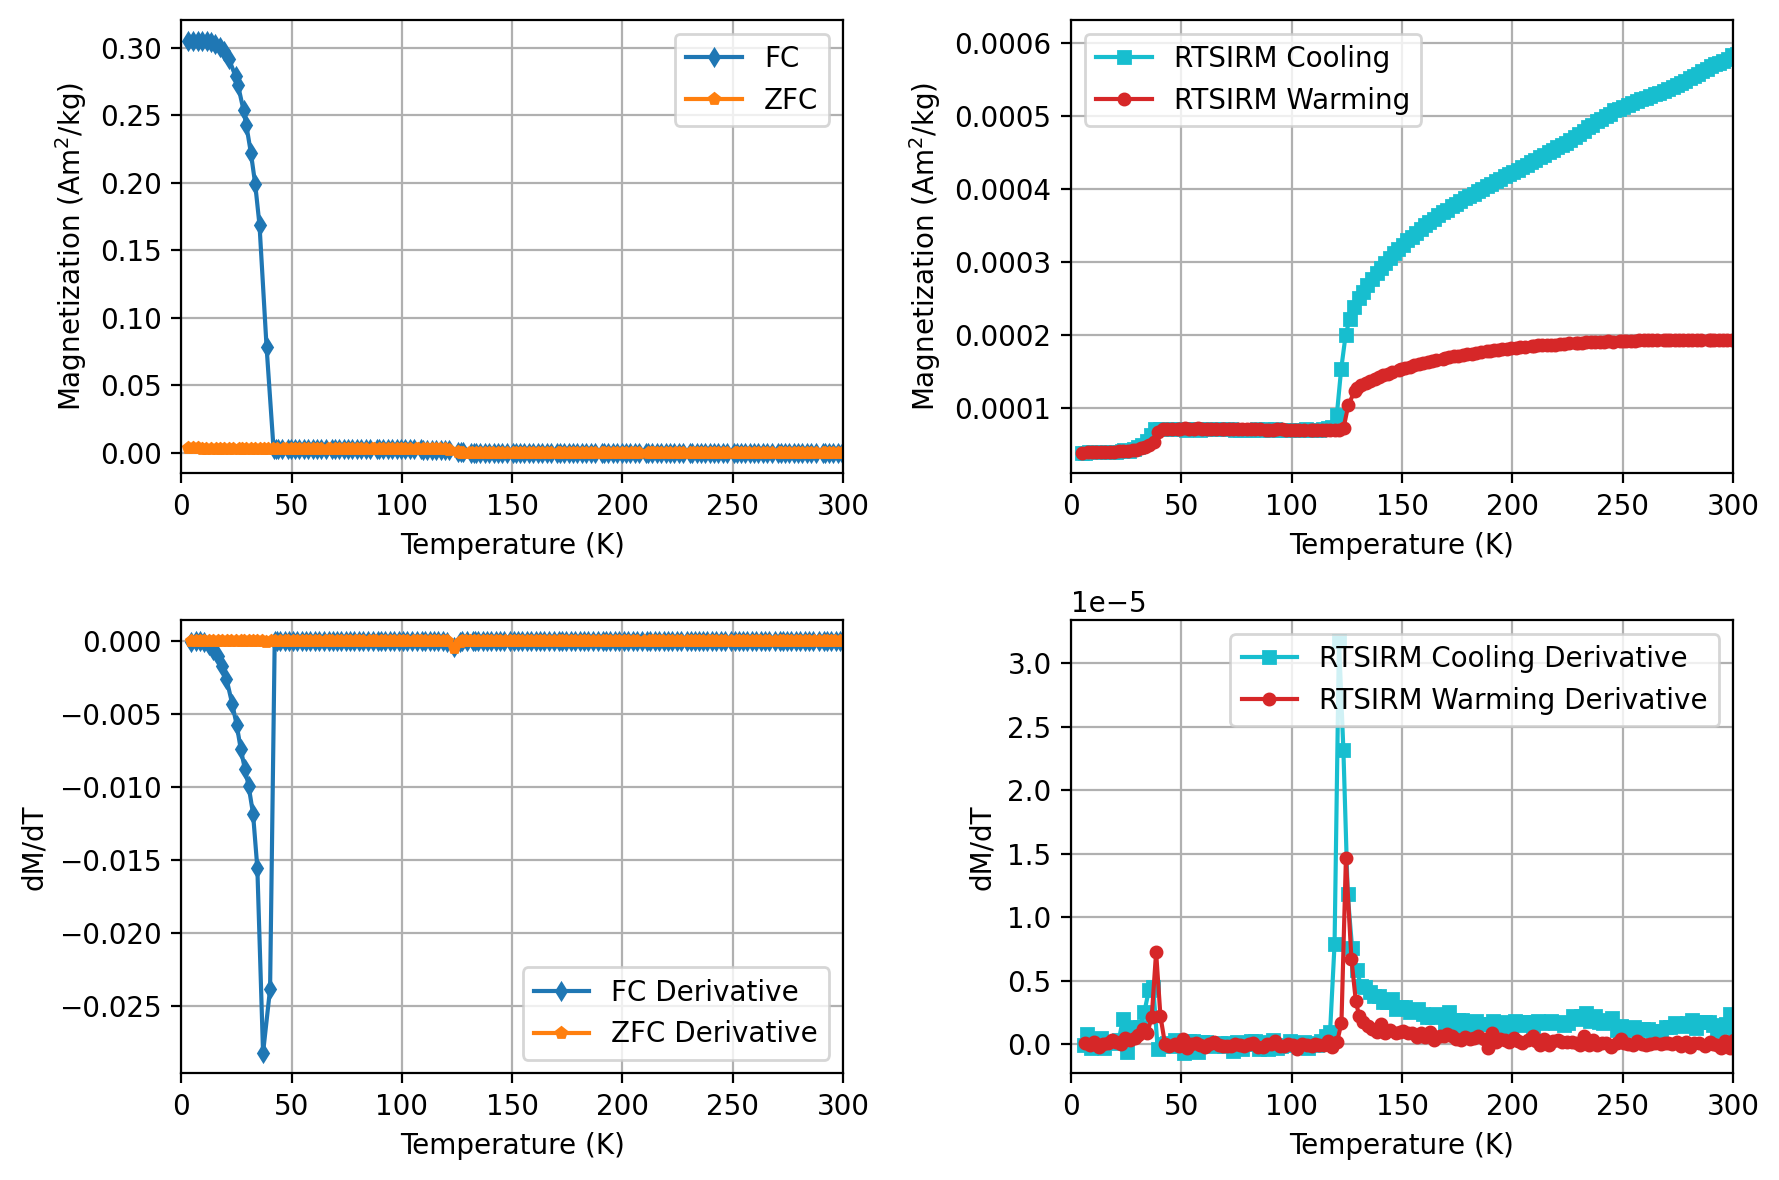 0.30
0.25
0.20
0.15
0.10
0.05
0.00
Magnetization (Am²/kg)
FC
ZFC
0 50 100 150 200 250 300
Temperature (K)
0.0006
0.0005
0.0004
0.0003
0.0002
0.0001
Magnetization (Am²/kg)
RTSIRM Cooling
RTSIRM Warming
0 50 100 150 200 250 300
Temperature (K)
0.000
−0.005
−0.010
−0.015
−0.020
−0.025
dM/dT
FC Derivative
ZFC Derivative
0 50 100 150 200 250 300
Temperature (K)
1e−5
3.0
2.5
2.0
1.5
1.0
0.5
0.0
dM/dT
RTSIRM Cooling Derivative
RTSIRM Warming Derivative
0 50 100 150 200 250 300
Temperature (K)